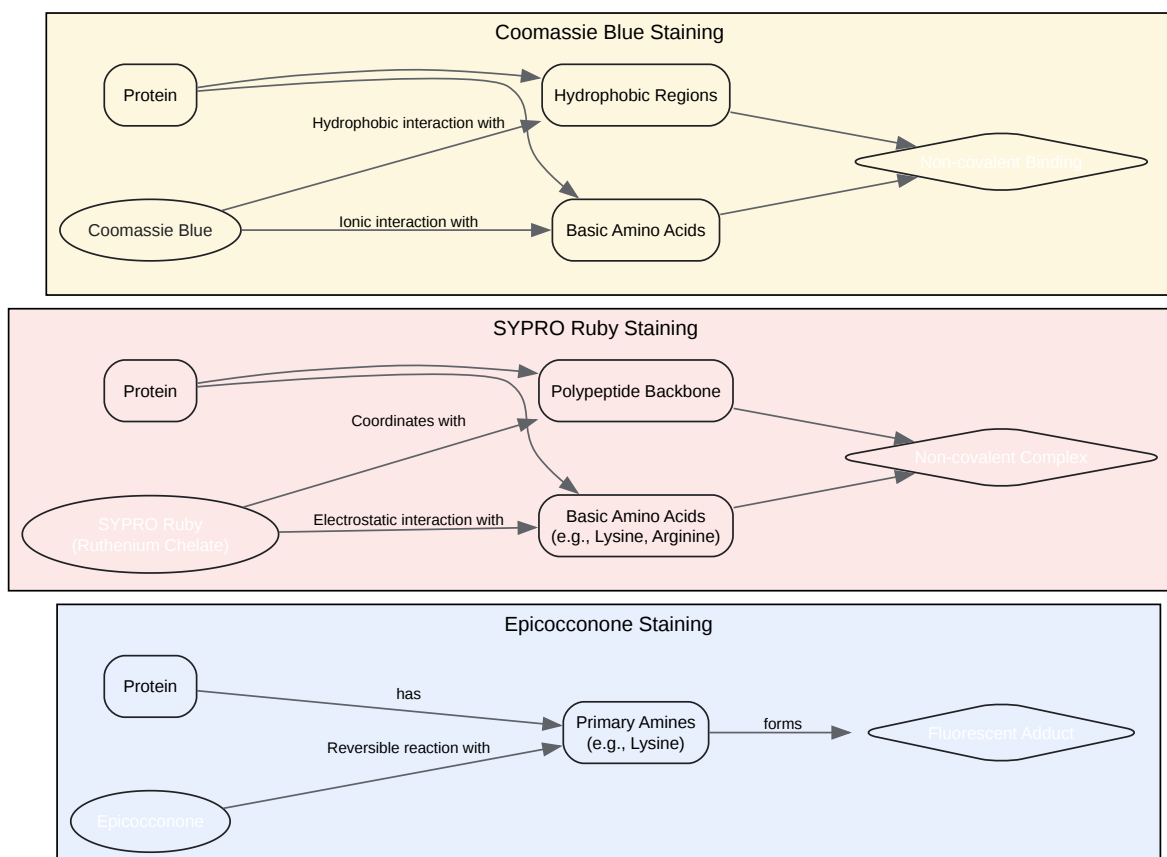 Coomassie Blue Staining
Protein
Hydrophobic Regions
Hydrophobic interaction with
Non-covalent Binding
Coomassie Blue
Ionic interaction with
Basic Amino Acids
SYPRO Ruby Staining
Protein
Polypeptide Backbone
Coordinates with
Non-covalent Complex
SYPRO Ruby
(Ruthenium Chelate)
Electrostatic interaction with
Basic Amino Acids
(e.g., Lysine, Arginine)
Epicocconone Staining
Protein
has
Primary Amines
(e.g., Lysine)
forms
Fluorescent Adduct
Reversible reaction with
Epicocconone